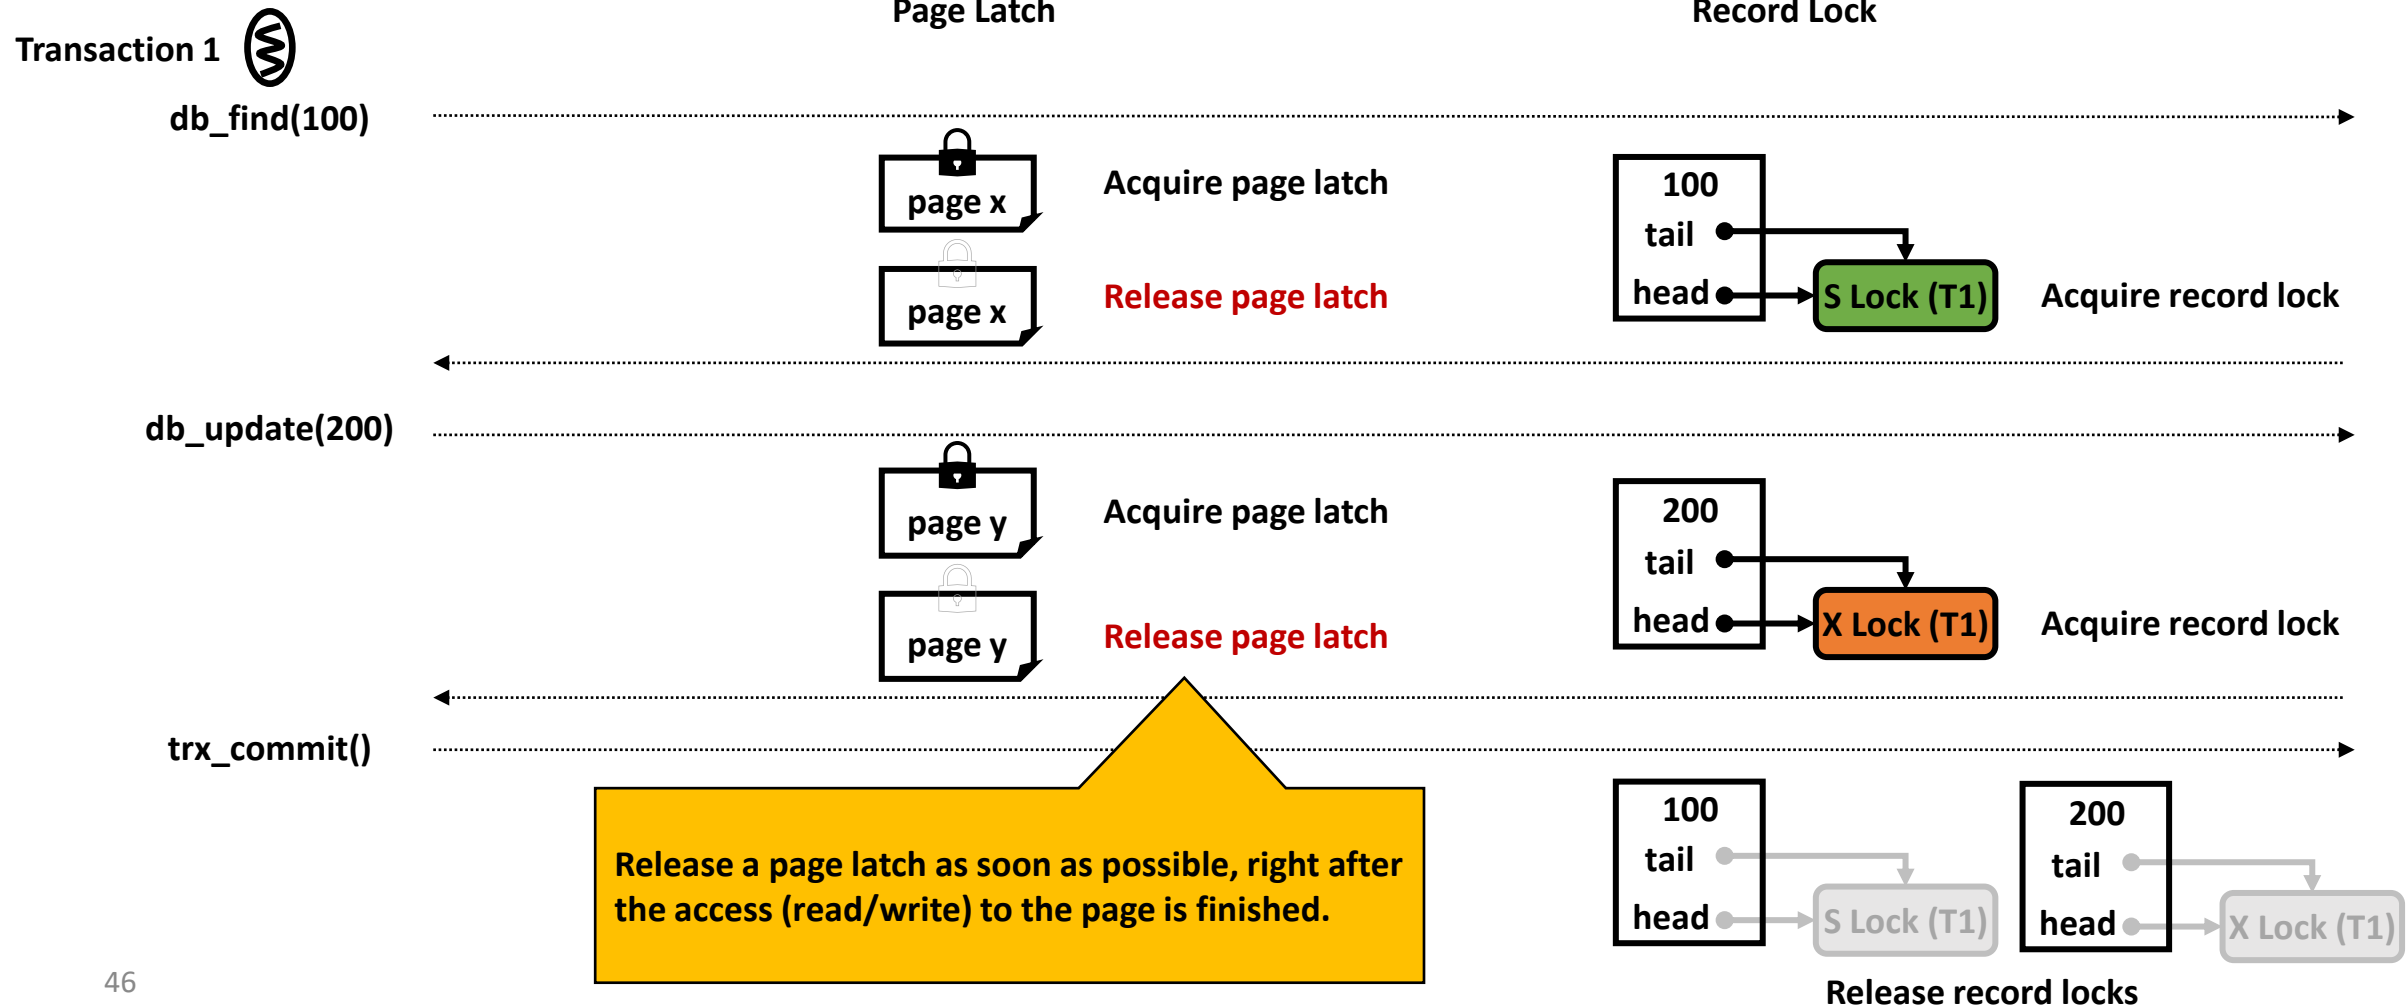 Page Latch
Record Lock
Transaction 1
db_find(100)
page x
Acquire page latch
100
tail
head
S Lock (T1)
Acquire record lock
page x
Release page latch
db_update(200)
page y
Acquire page latch
200
tail
head
X Lock (T1)
Acquire record lock
page y
Release page latch
trx_commit()
Release a page latch as soon as possible, right after
the access (read/write) to the page is finished.
100
tail
head
S Lock (T1)
200
tail
head
X Lock (T1)
Release record locks
46